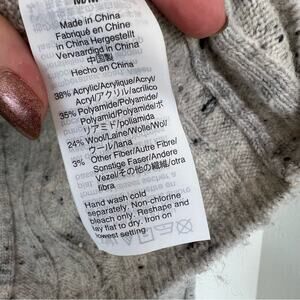 M/M
Made in China
Fabriqué en Chine
In China Hergestellt
Vervaardigd in China
中国製
Hecho en China
38% Acrylic/Acrylique/Acryl/
Acryl/アクリル/acrílico
35% Polyamide/Polyamide/
Polyamid/Polyamide/ポ
リアミド/poliamida
24% Wool/Laine/Wolle/Wol/
ウール/lana
3% Other Fiber/Autre Fibre/
Sonstige Faser/Andere
Vezel/その他の繊維/otra
fibra
Hand wash cold
separately. Non-chlorine
bleach only. Reshape and
lay flat to dry. Iron on
lowest setting.